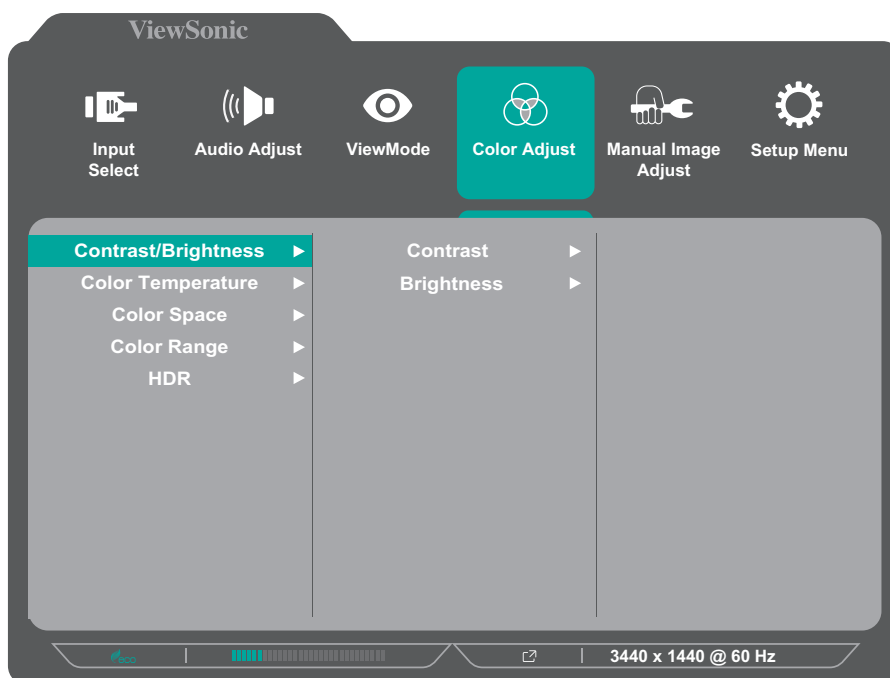 ViewSonic
Input
Select
Audio Adjust
ViewMode
Color Adjust
Manual Image
Adjust
Setup Menu
Contrast/Brightness
Color Temperature
Color Space
Color Range
HDR
Contrast
Brightness
eco
3440 x 1440 @ 60 Hz